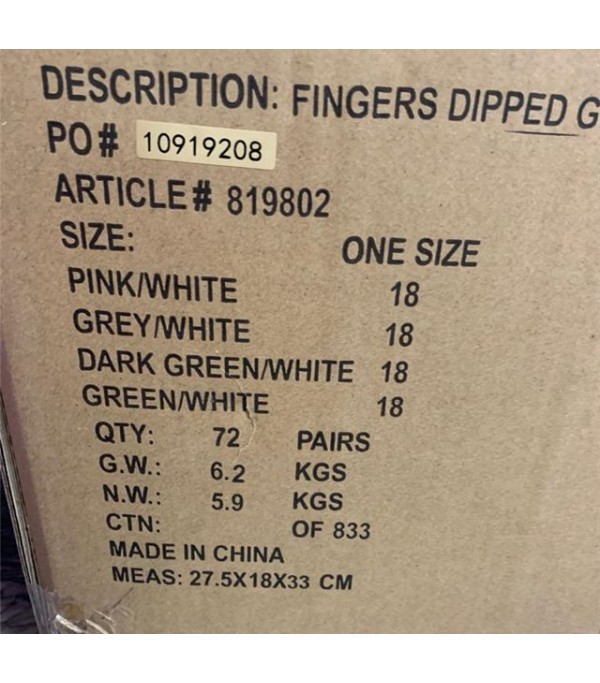 DESCRIPTION: FINGERS DIPPED G
PO# 10919208
ARTICLE# 819802
SIZE: ONE SIZE
PINK/WHITE 18
GREY/WHITE 18
DARK GREEN/WHITE 18
GREEN/WHITE 18
QTY: 72 PAIRS
G.W.: 6.2 KGS
N.W.: 5.9 KGS
CTN: OF 833
MADE IN CHINA
MEAS: 27.5X18X33 CM